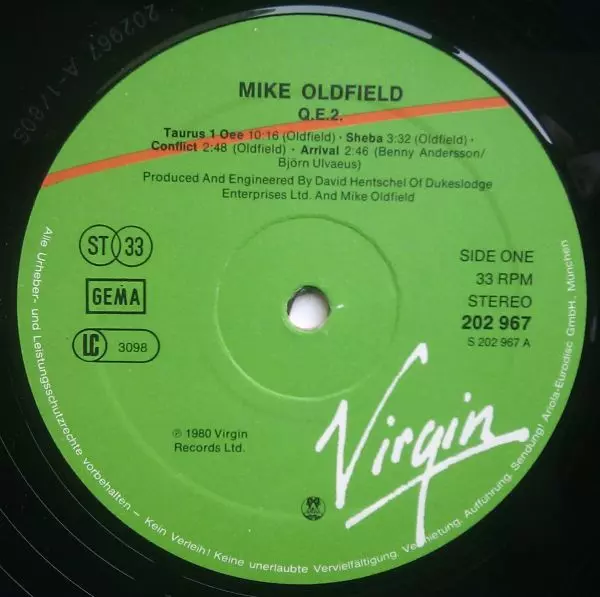 202967 A-1/80S
MIKE OLDFIELD
Q.E.2.
Taurus 1 Oee 10:16 (Oldfield) · Sheba 3:32 (Oldfield) ·
Conflict 2:48 (Oldfield) · Arrival 2:46 (Benny Andersson/
Björn Ulvaeus)
Produced And Engineered By David Hentschel Of Dukeslodge
Enterprises Ltd. And Mike Oldfield
ST 33
GEMA
LC 3098
SIDE ONE
33 RPM
STEREO
202 967
S 202 967 A
℗ 1980 Virgin
Records Ltd.
Virgin
Alle Urheber- und Leistungsschutzrechte vorbehalten – Kein Verleih! Keine unerlaubte Vervielfältigung, Vermietung, Aufführung, Sendung! Ariola-Eurodisc GmbH, München